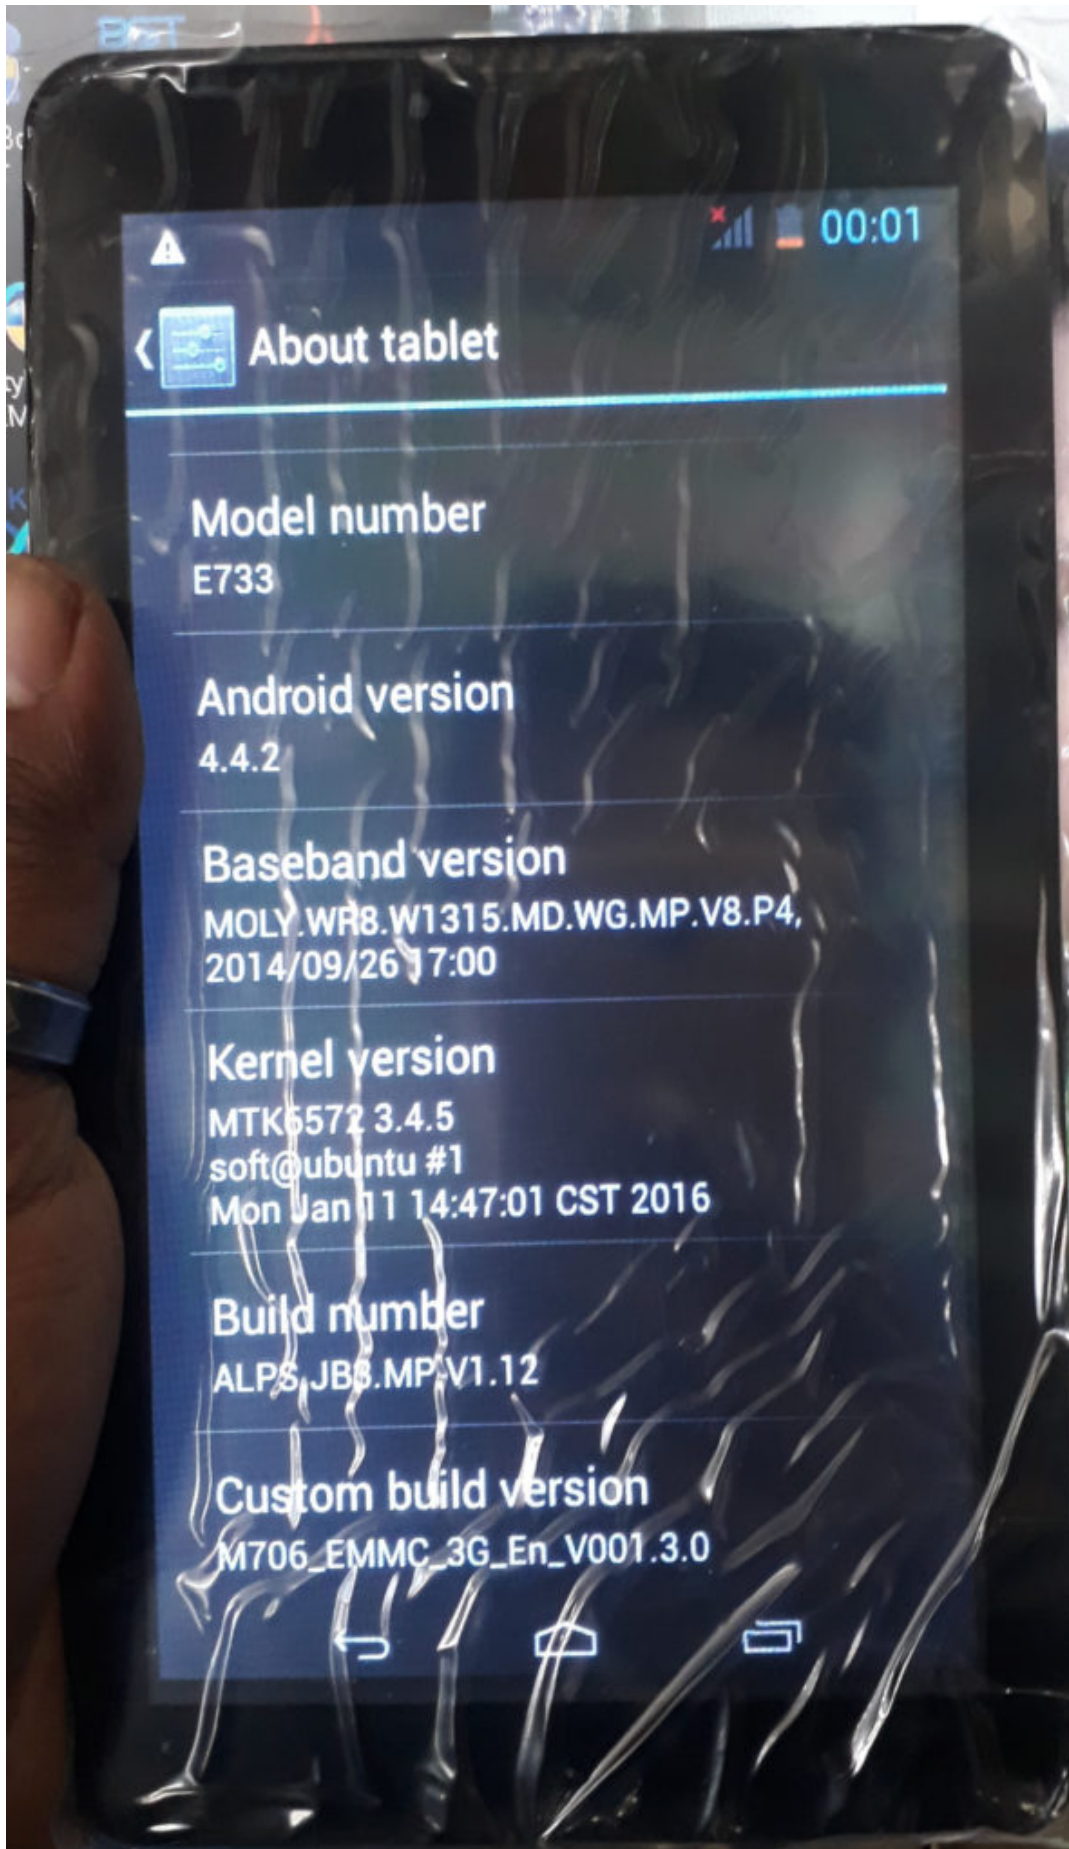 00:01
About tablet
Model number
E733
Android version
4.4.2
Baseband version
MOLY.WR8.W1315.MD.WG.MP.V8.P4,
2014/09/26 17:00
Kernel version
MTK6572 3.4.5
soft@ubuntu #1
Mon Jan 11 14:47:01 CST 2016
Build number
ALPS.JB3.MP.V1.12
Custom build version
M706_EMMC_3G_En_V001.3.0